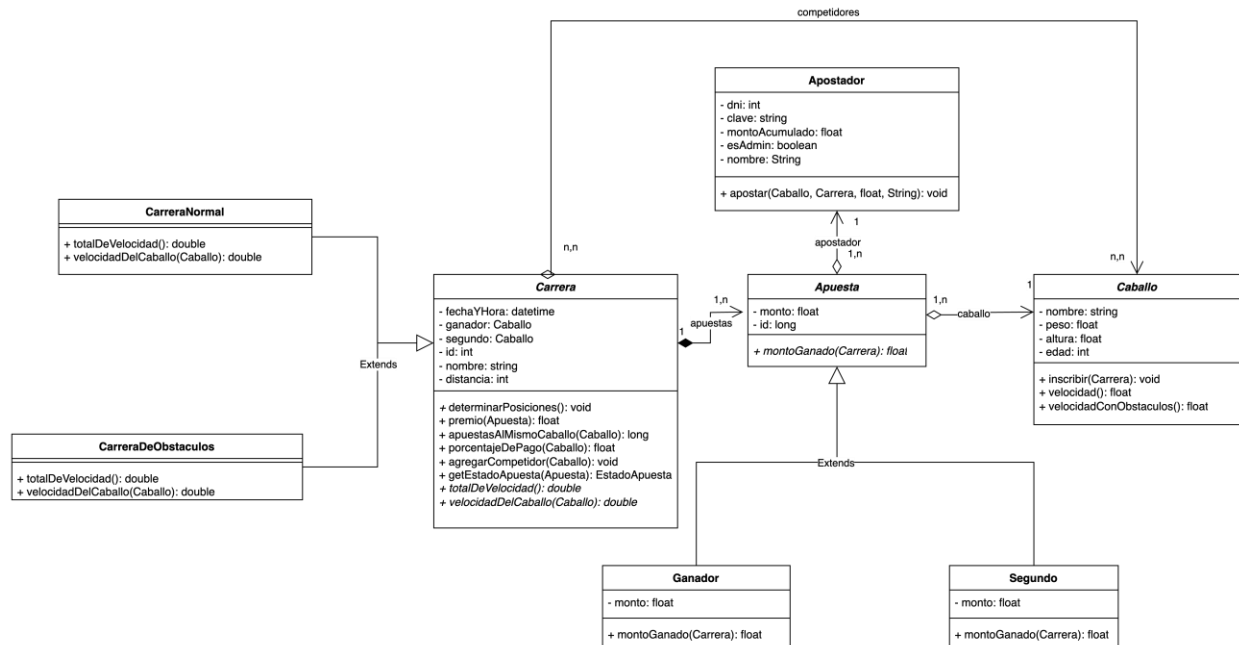 competidores
Apostador
- dni: int
- clave: string
- montoAcumulado: float
- esAdmin: boolean
- nombre: String
+ apostar(Caballo, Carrera, float, String): void
CarreraNormal
+ totalDeVelocidad(): double
+ velocidadDelCaballo(Caballo): double
Extends
CarreraDeObstaculos
+ totalDeVelocidad(): double
+ velocidadDelCaballo(Caballo): double
n,n
Carrera
- fechaYHora: datetime
- ganador: Caballo
- segundo: Caballo
- id: int
- nombre: string
- distancia: int
+ determinarPosiciones(): void
+ premio(Apuesta): float
+ apuestasAlMismoCaballo(Caballo): long
+ porcentajeDePago(Caballo): float
+ agregarCompetidor(Caballo): void
+ getEstadoApuesta(Apuesta): EstadoApuesta
+ totalDeVelocidad(): double
+ velocidadDelCaballo(Caballo): double
1
1,n
apuestas
1
apostador
1,n
Apuesta
- monto: float
- id: long
+ montoGanado(Carrera): float
1,n
caballo
1
n,n
Caballo
- nombre: string
- peso: float
- altura: float
- edad: int
+ inscribir(Carrera): void
+ velocidad(): float
+ velocidadConObstaculos(): float
Extends
Ganador
- monto: float
+ montoGanado(Carrera): float
Segundo
- monto: float
+ montoGanado(Carrera): float